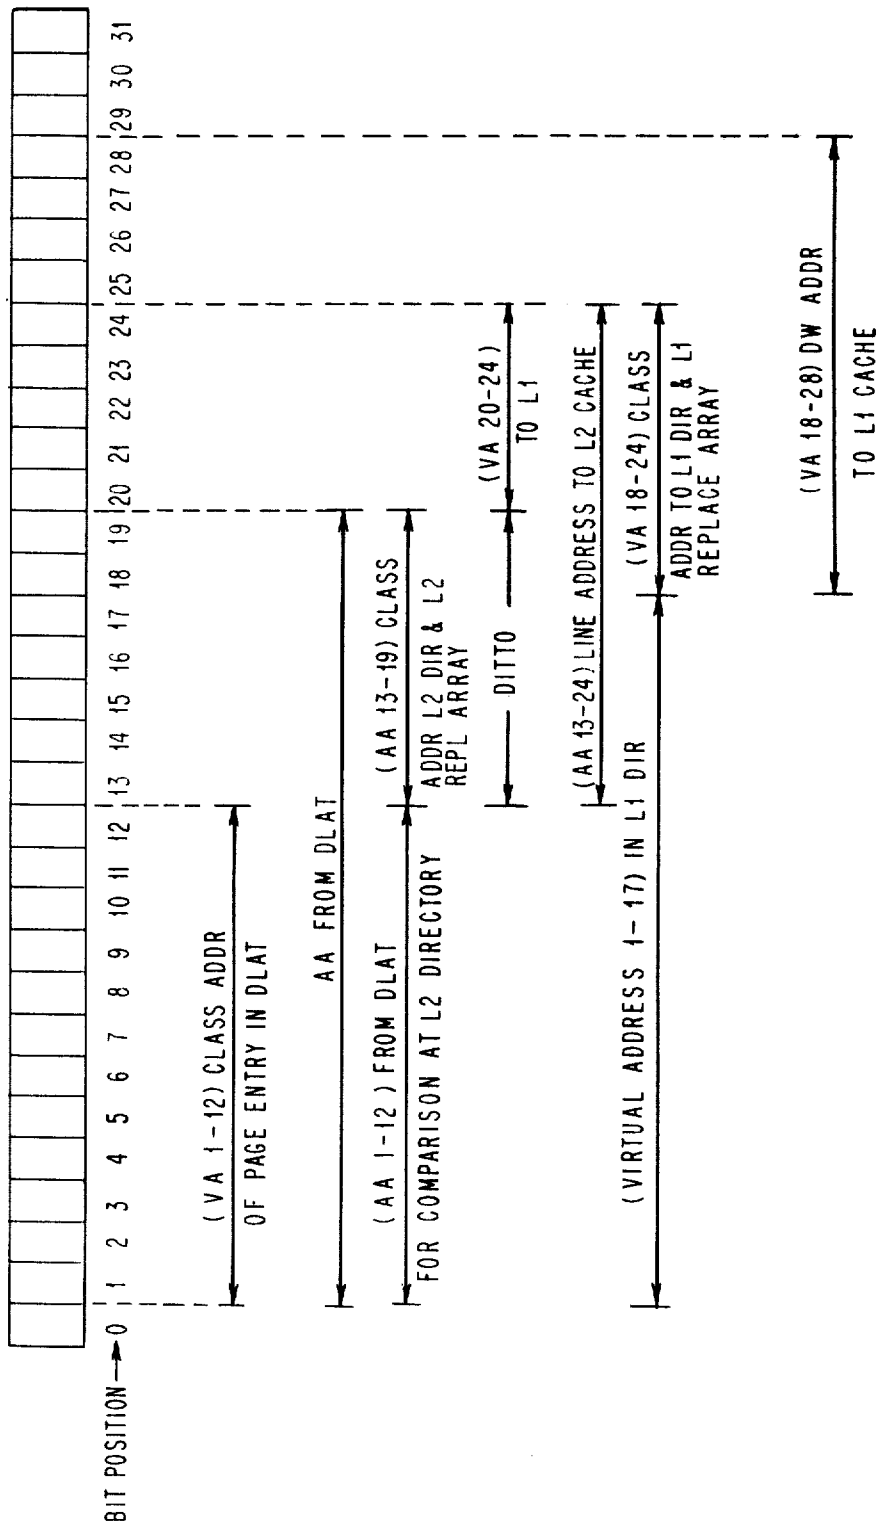 BIT POSITION → 0 1 2 3 4 5 6 7 8 9 10 11 12 13 14 15 16 17 18 19 20 21 22 23 24 25 26 27 28 29 30 31
(VA 1-12) CLASS ADDR
OF PAGE ENTRY IN DLAT
AA FROM DLAT
(AA 1-12) FROM DLAT
FOR COMPARISON AT L2 DIRECTORY
(AA 13-19) CLASS
ADDR L2 DIR & L2
REPL ARRAY
DITTO
(VA 20-24)
TO L1
(AA 13-24) LINE ADDRESS TO L2 CACHE
(VIRTUAL ADDRESS 1-17) IN L1 DIR
(VA 18-24) CLASS
ADDR TO L1 DIR & L1
REPLACE ARRAY
(VA 18-28) DW ADDR
TO L1 CACHE